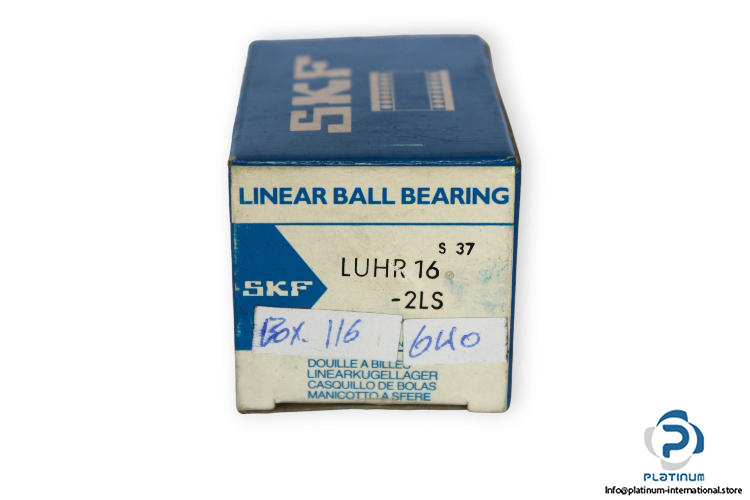 SKF
LINEAR BALL BEARING
S 37
LUHR 16
-2LS
SKF
Box. 116
640
DOUILLE A BILLES
LINEARKUGELLAGER
CASQUILLO DE BOLAS
MANICOTTO A SFERE
PLATINUM
Info@platinum-international.store